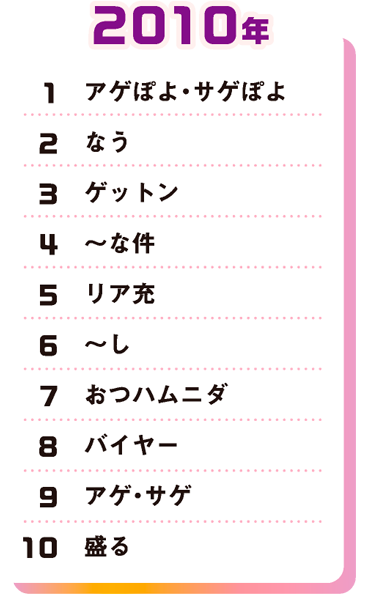 2010年
1 アゲぽよ・サゲぽよ
2 なう
3 ゲットン
4 〜な件
5 リア充
6 〜し
7 おつハムニダ
8 バイヤー
9 アゲ・サゲ
10 盛る